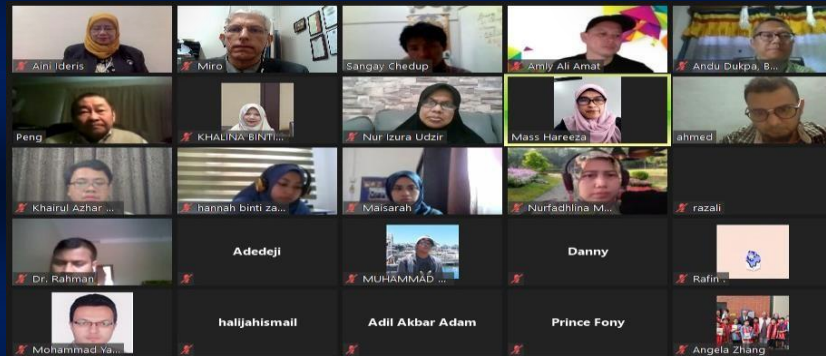 Aini Ideris
Miro
Sangay Chedup
Amly Ali Amat
Andu Dukpa, B...
Peng
KHALINA BINTI...
Nur Izura Udzir
Mass Hareeza
ahmed
Khairul Azhar ...
hannah binti za...
Maisarah
Nurfadhlina M...
razali
Dr. Rahman
Adedeji
MUHAMMAD ...
Danny
Rafin .
Mohammad Ya...
halijahismail
Adil Akbar Adam
Prince Fony
Angela Zhang